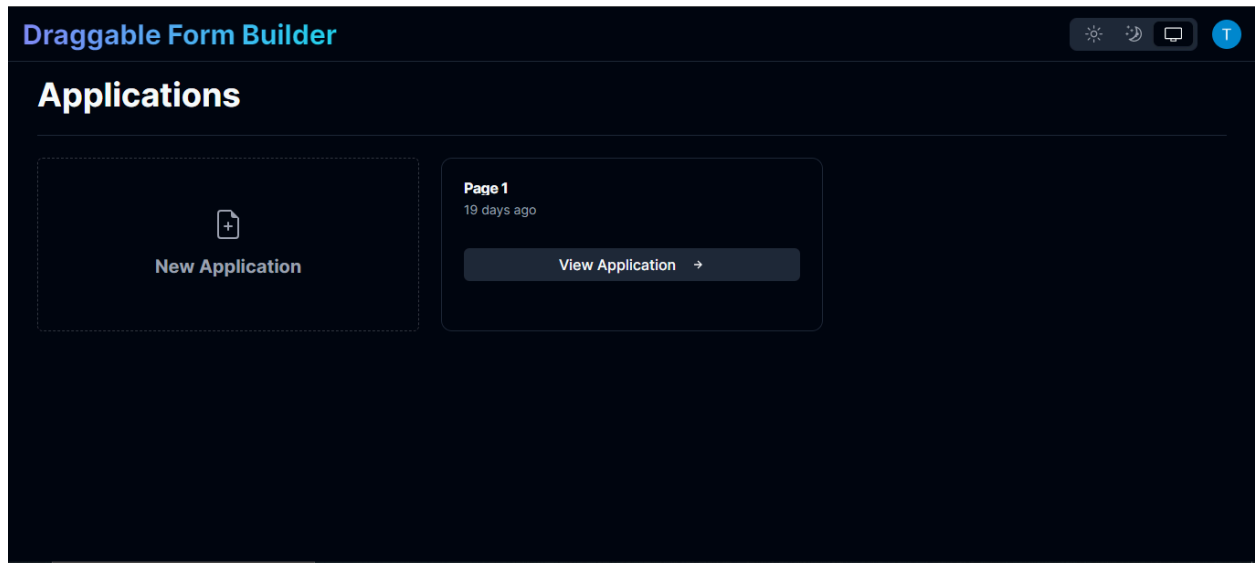 Draggable Form Builder
T
Applications
New Application
Page 1
19 days ago
View Application →